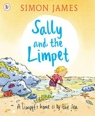 SIMON JAMES
Sally
and the Limpet
A limpet's home is by the sea